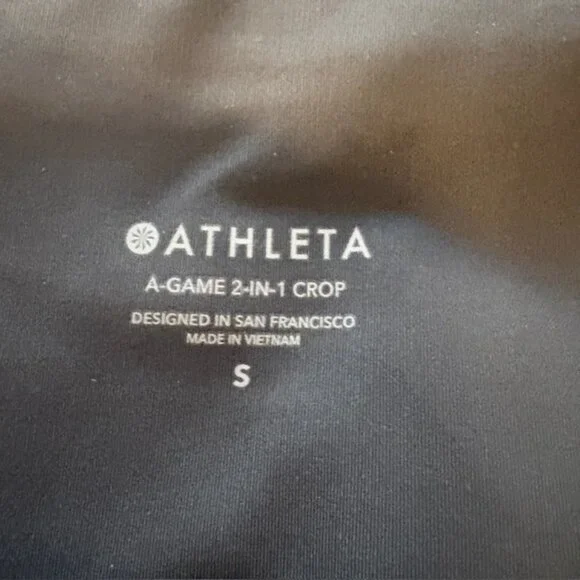 ATHLETA
A-GAME 2-IN-1 CROP
DESIGNED IN SAN FRANCISCO
MADE IN VIETNAM
S